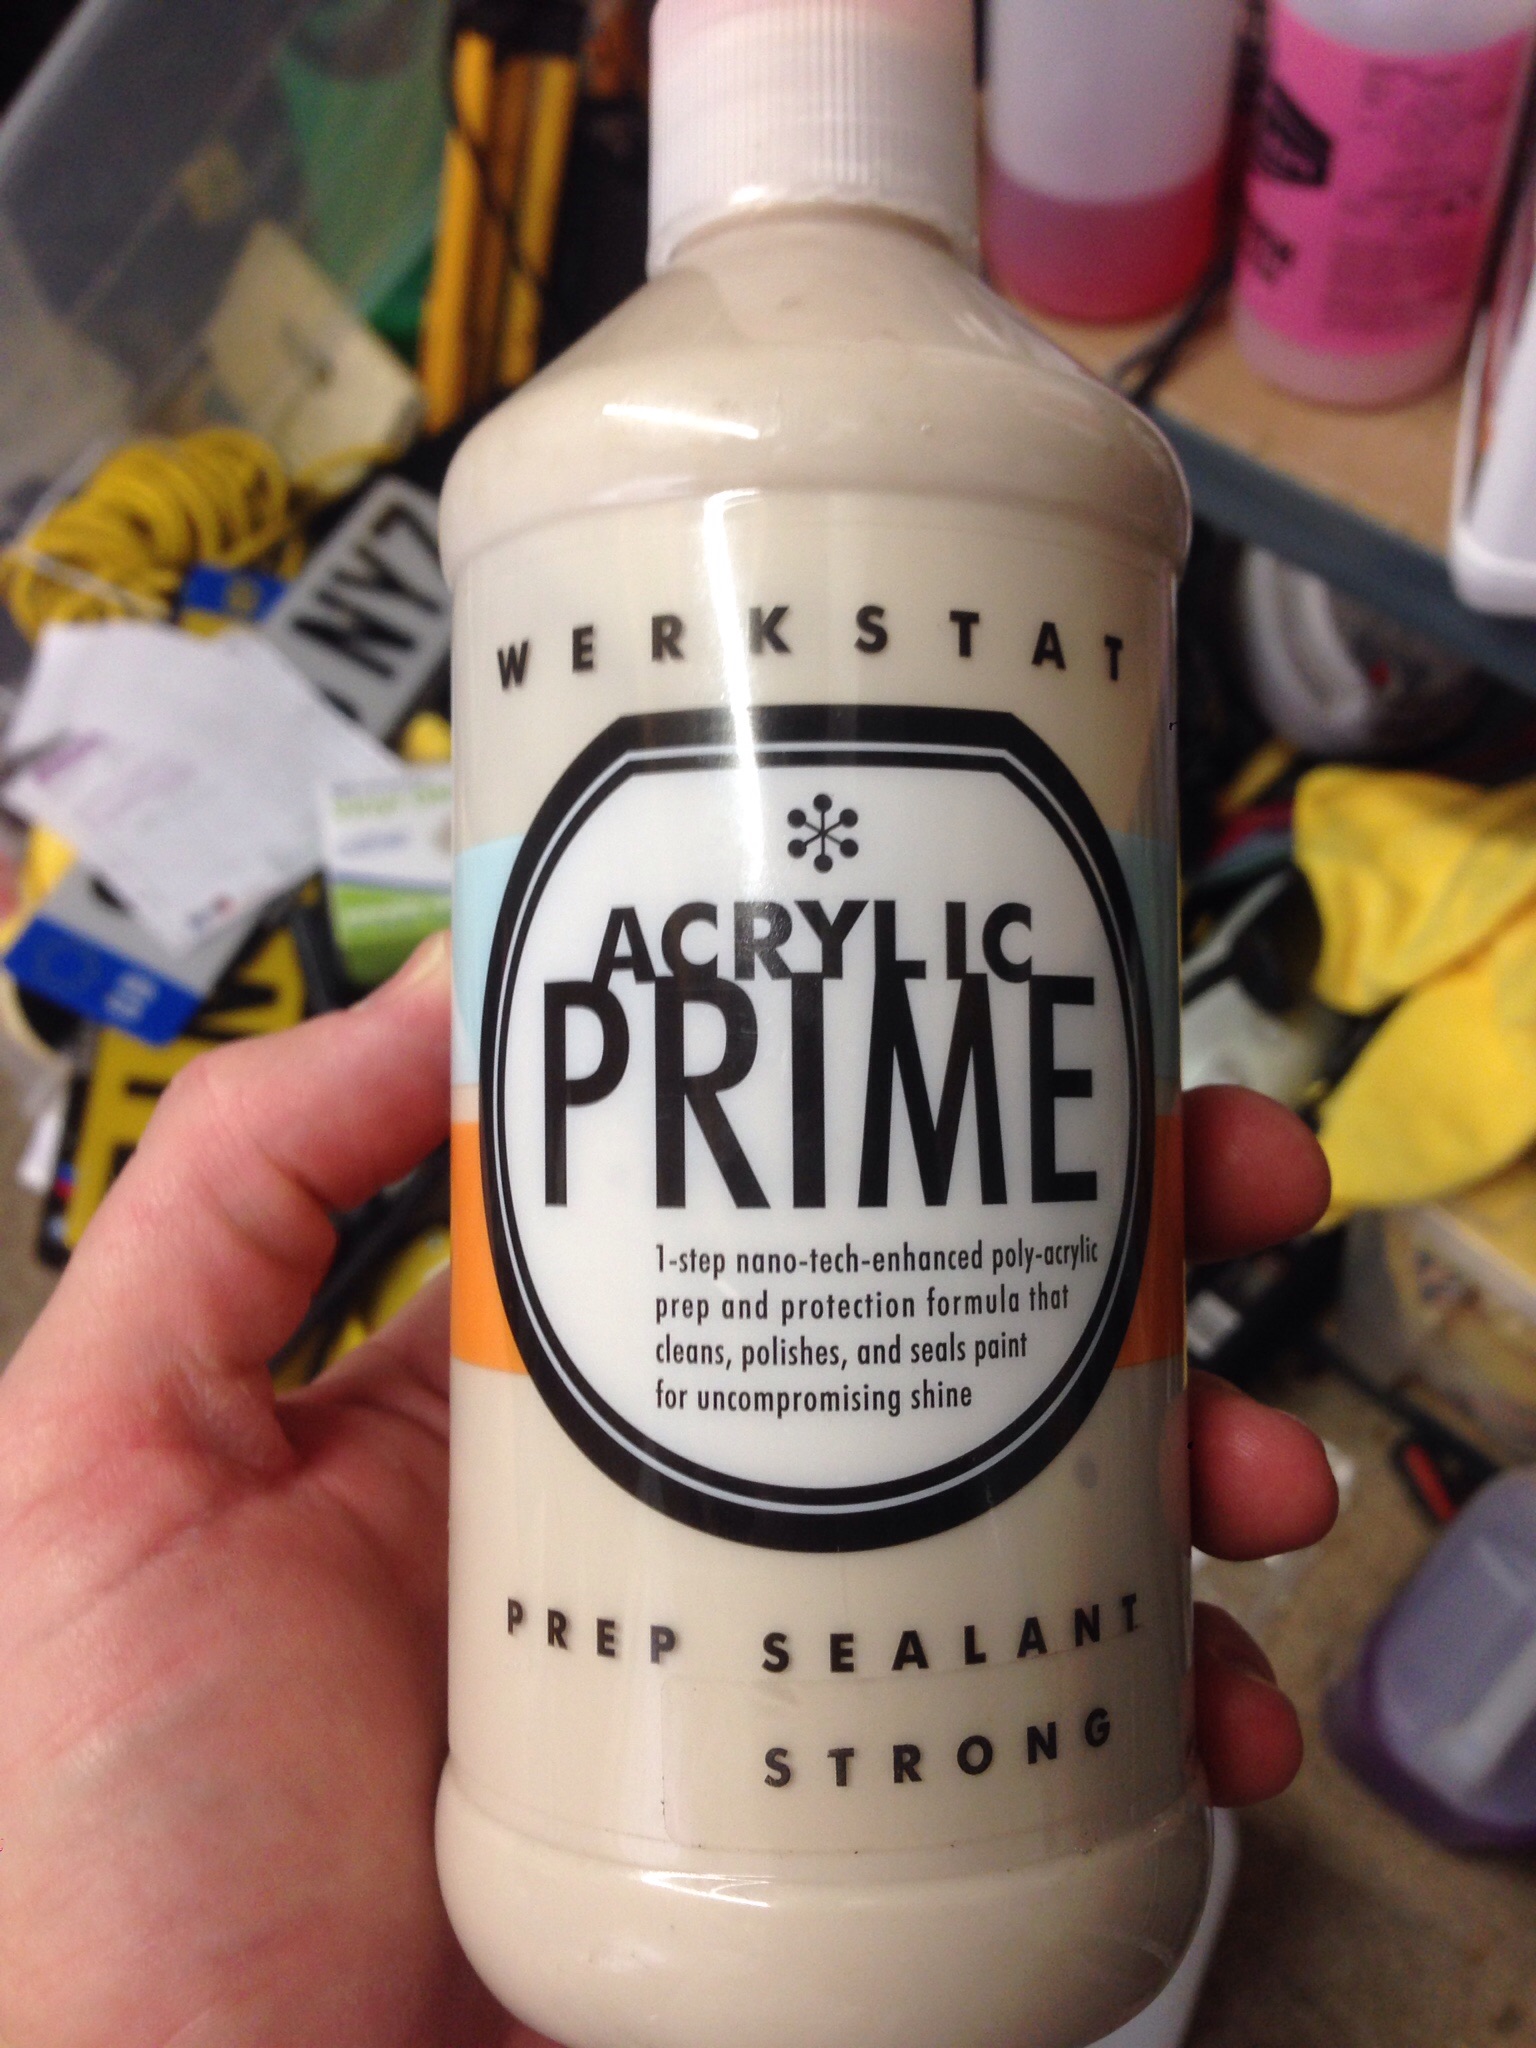 WERKSTAT
ACRYLIC
PRIME
1-step nano-tech-enhanced poly-acrylic
prep and protection formula that
cleans, polishes, and seals paint
for uncompromising shine
PREP SEALANT
STRONG
NY7